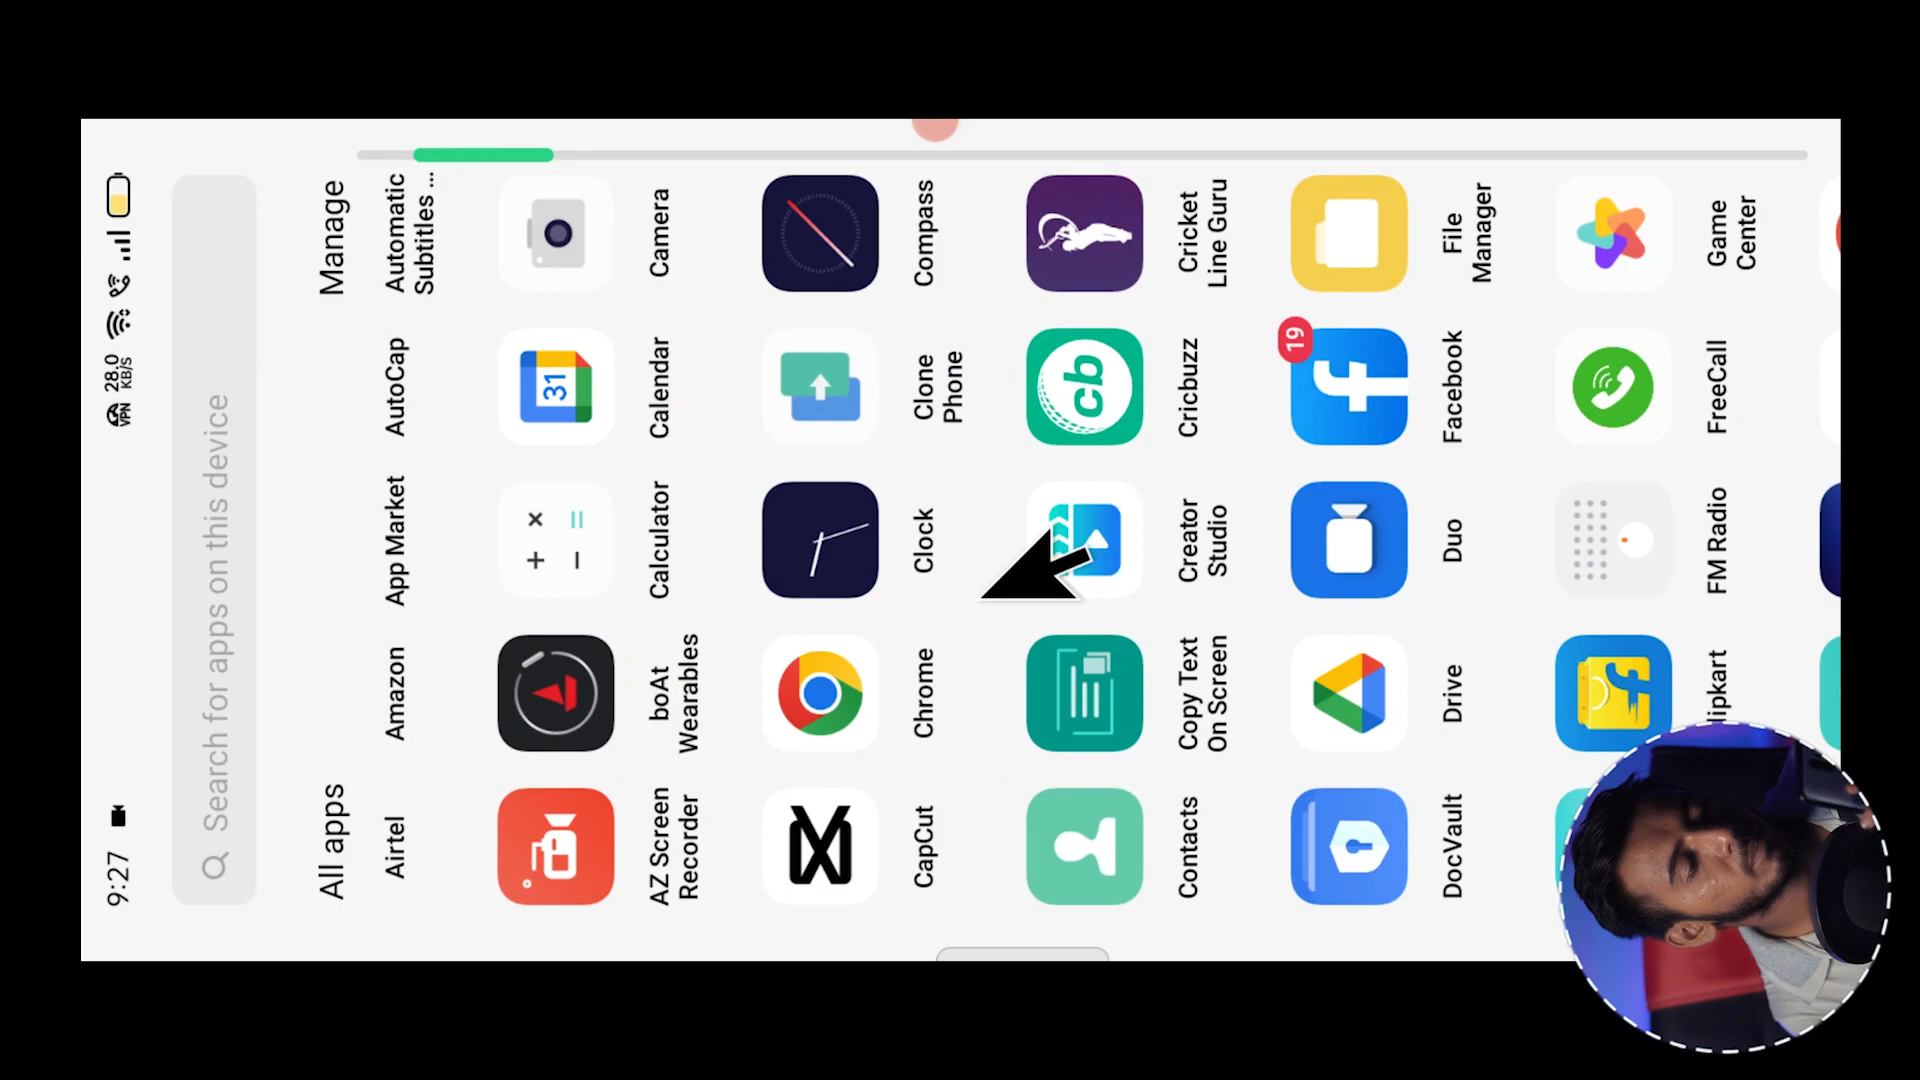 9:27
VPN 28.0 KB/S
Search for apps on this device
All apps
Manage
Airtel
Amazon
App Market
AutoCap
Automatic
Subtitles ...
31
AZ Screen
Recorder
boAt
Wearables
Calculator
Calendar
Camera
CapCut
Chrome
Clock
Clone
Phone
Compass
cb
Contacts
Copy Text
On Screen
Creator
Studio
Cricbuzz
Cricket
Line Guru
19
DocVault
Drive
Duo
Facebook
File
Manager
lipkart
FM Radio
FreeCall
Game
Center